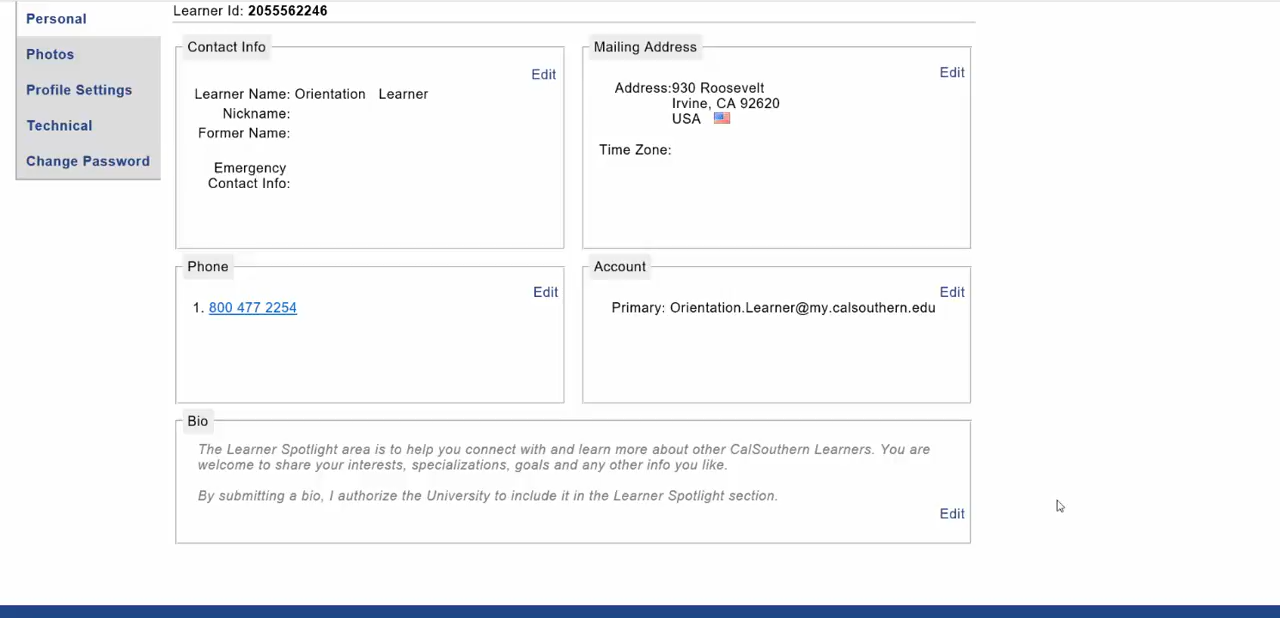 Personal
Photos
Profile Settings
Technical
Change Password
Learner Id: 2055562246
Contact Info
Edit
Learner Name: Orientation Learner
Nickname:
Former Name:
Emergency
Contact Info:
Mailing Address
Edit
Address:930 Roosevelt
Irvine, CA 92620
USA
Time Zone:
Phone
Edit
1. 800 477 2254
Account
Edit
Primary: Orientation.Learner@my.calsouthern.edu
Bio
The Learner Spotlight area is to help you connect with and learn more about other CalSouthern Learners. You are
welcome to share your interests, specializations, goals and any other info you like.
By submitting a bio, I authorize the University to include it in the Learner Spotlight section.
Edit